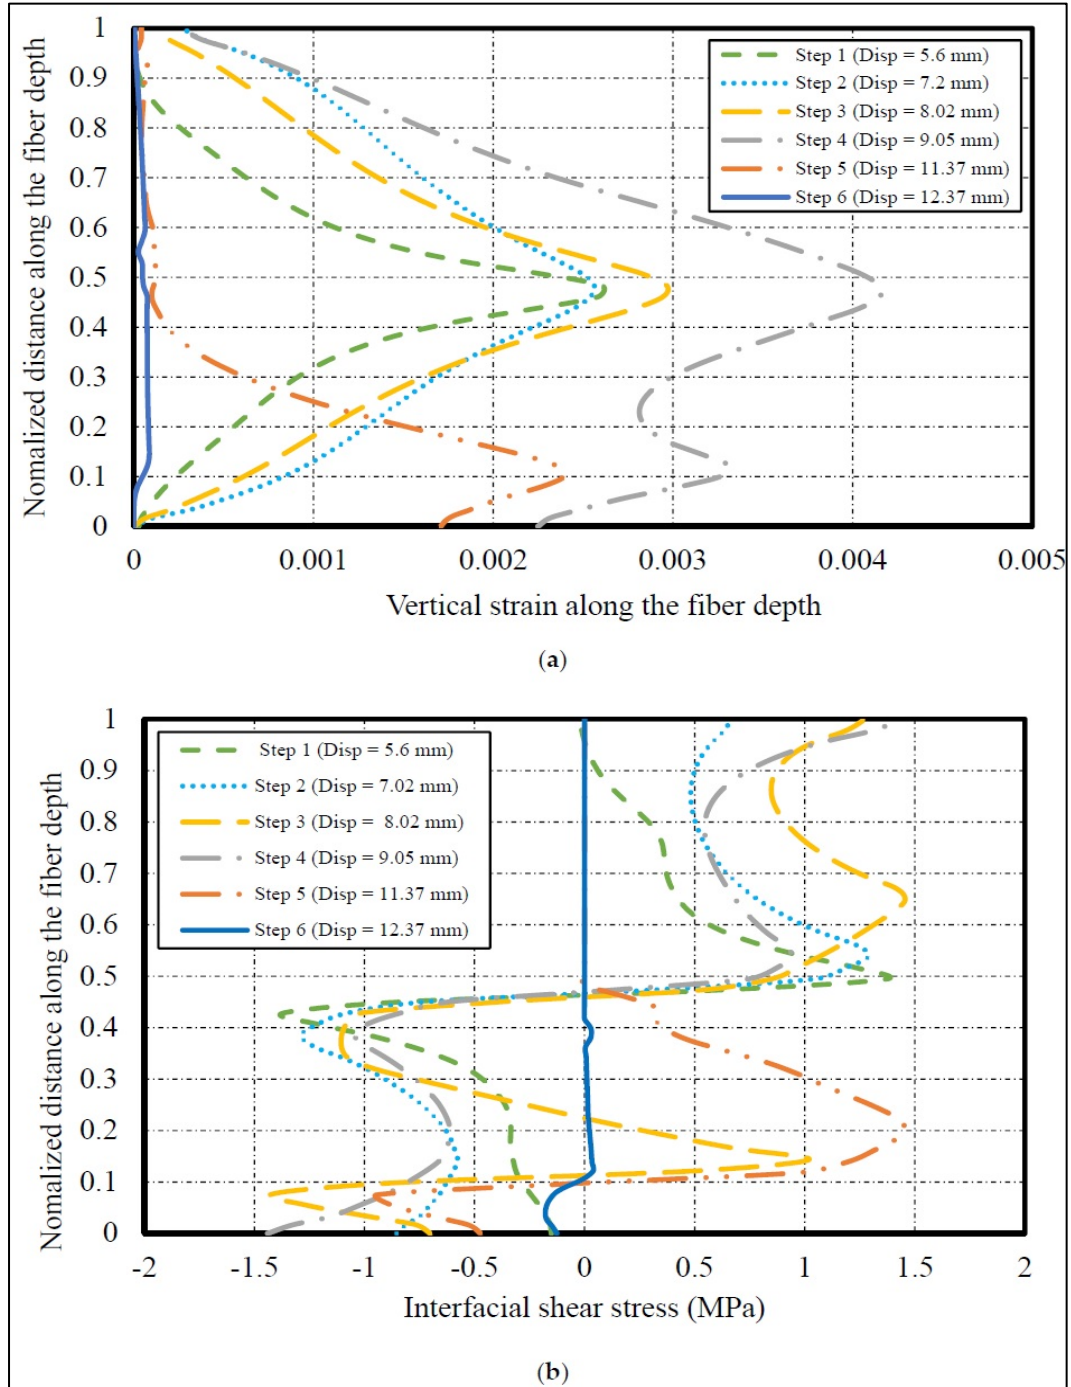 1
0.9
0.8
0.7
0.6
0.5
0.4
0.3
0.2
0.1
0
Nomalized distance along the fiber depth
Step 1 (Disp = 5.6 mm)
Step 2 (Disp = 7.2 mm)
Step 3 (Disp = 8.02 mm)
Step 4 (Disp = 9.05 mm)
Step 5 (Disp = 11.37 mm)
Step 6 (Disp = 12.37 mm)
0 0.001 0.002 0.003 0.004 0.005
Vertical strain along the fiber depth
(a)
1
0.9
0.8
0.7
0.6
0.5
0.4
0.3
0.2
0.1
0
Nomalized distance along the fiber depth
Step 1 (Disp = 5.6 mm)
Step 2 (Disp = 7.02 mm)
Step 3 (Disp = 8.02 mm)
Step 4 (Disp = 9.05 mm)
Step 5 (Disp = 11.37 mm)
Step 6 (Disp = 12.37 mm)
-2 -1.5 -1 -0.5 0 0.5 1 1.5 2
Interfacial shear stress (MPa)
(b)